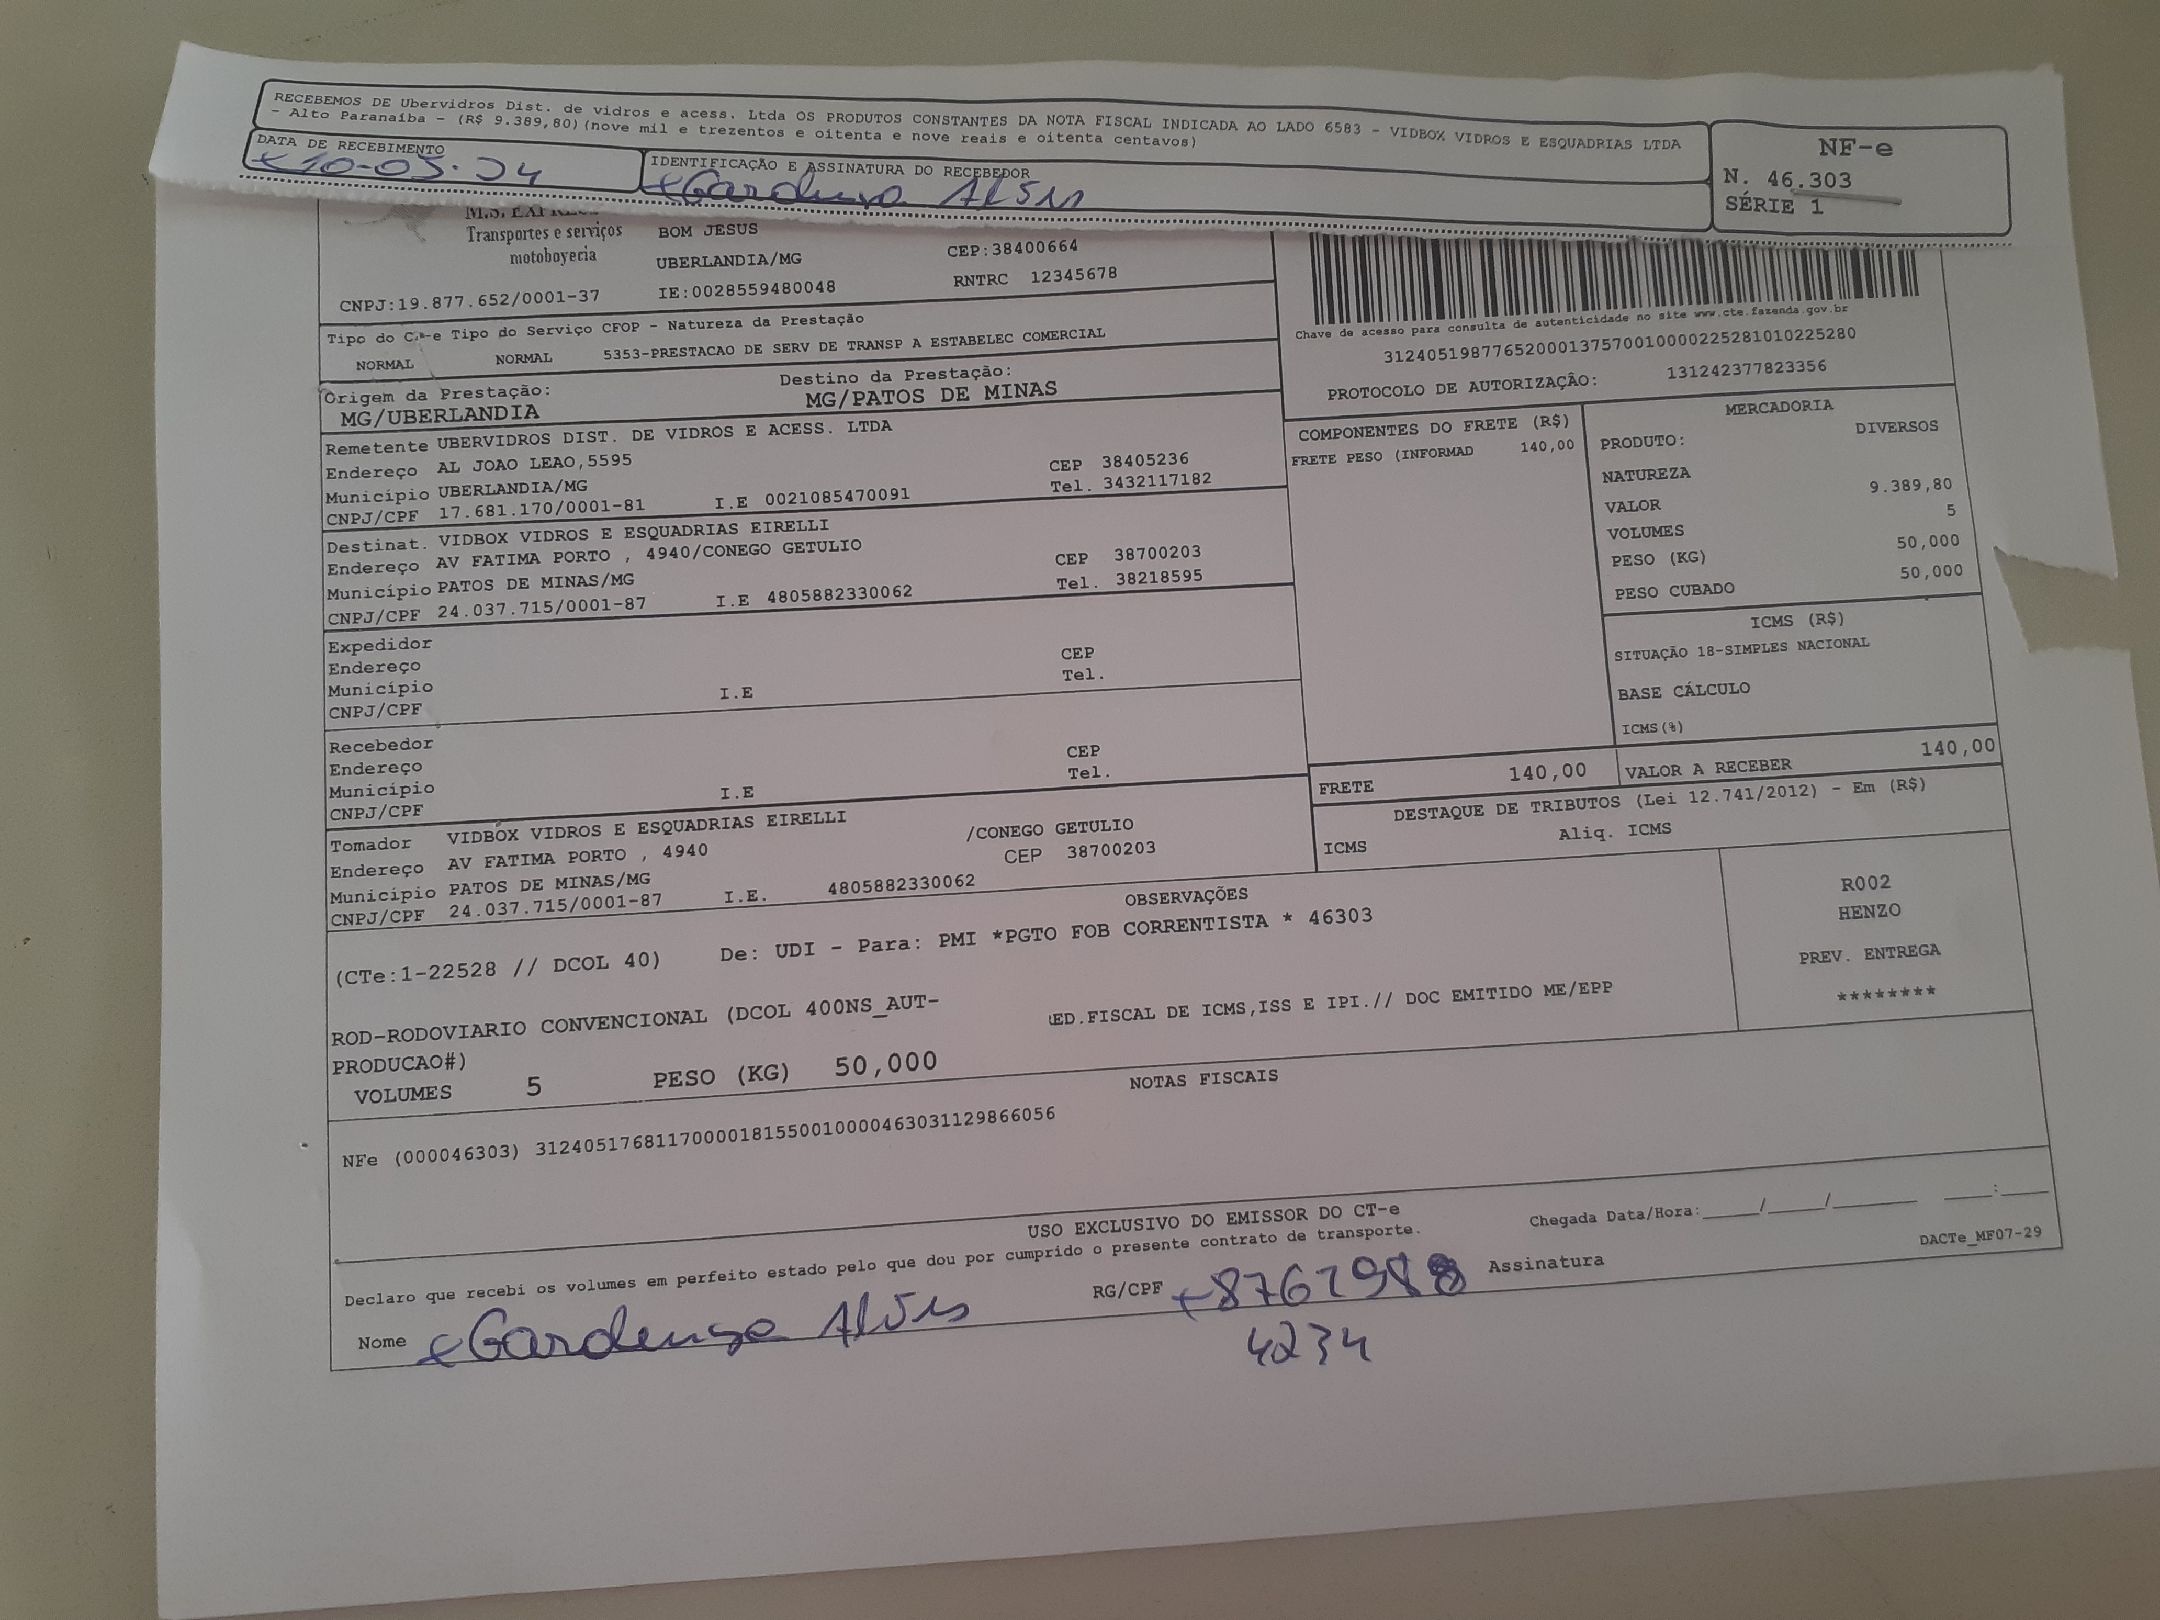 RECEBEMOS DE Ubervidros Dist. de vidros e acess. Ltda OS PRODUTOS CONSTANTES DA NOTA FISCAL INDICADA AO LADO 6583 - VIDBOX VIDROS E ESQUADRIAS LTDA
- Alto Paranaiba - (R$ 9.389,80)(nove mil e trezentos e oitenta e nove reais e oitenta centavos)
DATA DE RECEBIMENTO
10-05-24
IDENTIFICAÇÃO E ASSINATURA DO RECEBEDOR
Alves
NF-e
N. 46.303
SÉRIE 1
Transportes e serviços
motoboyecia
CNPJ:19.877.652/0001-37
BOM JESUS
UBERLANDIA/MG
IE:0028559480048
CEP:38400664
RNTRC 12345678
Chave de acesso para consulta de autenticidade no site www.cte.fazenda.gov.br
31240519877652000137570010000225281010225280
PROTOCOLO DE AUTORIZAÇÃO: 131242377823356
Tipo do Tipo do Serviço CFOP - Natureza da Prestação
NORMAL NORMAL 5353-PRESTACAO DE SERV DE TRANSP A ESTABELEC COMERCIAL
Origem da Prestação: Destino da Prestação:
MG/UBERLANDIA MG/PATOS DE MINAS
Remetente UBERVIDROS DIST. DE VIDROS E ACESS. LTDA
Endereço AL JOAO LEAO,5595 CEP 38405236
Município UBERLANDIA/MG Tel. 3432117182
CNPJ/CPF 17.681.170/0001-81 I.E 0021085470091
Destinat. VIDBOX VIDROS E ESQUADRIAS EIRELLI
Endereço AV FATIMA PORTO , 4940/CONEGO GETULIO CEP 38700203
Município PATOS DE MINAS/MG Tel. 38218595
CNPJ/CPF 24.037.715/0001-87 I.E 4805882330062
Expedidor
Endereço CEP
Município Tel.
CNPJ/CPF I.E
Recebedor
Endereço CEP
Município Tel.
CNPJ/CPF I.E
Tomador VIDBOX VIDROS E ESQUADRIAS EIRELLI
Endereço AV FATIMA PORTO , 4940 /CONEGO GETULIO
Município PATOS DE MINAS/MG CEP 38700203
CNPJ/CPF 24.037.715/0001-87 I.E. 4805882330062
COMPONENTES DO FRETE (R$)
FRETE PESO (INFORMAD 140,00
MERCADORIA
PRODUTO: DIVERSOS
NATUREZA
VALOR 9.389,80
VOLUMES 5
PESO (KG) 50,000
PESO CUBADO 50,000
ICMS (R$)
SITUAÇÃO 18-SIMPLES NACIONAL
BASE CÁLCULO
ICMS(%)
FRETE 140,00 VALOR A RECEBER 140,00
DESTAQUE DE TRIBUTOS (Lei 12.741/2012) - Em (R$)
ICMS Aliq. ICMS
OBSERVAÇÕES
(CTe:1-22528 // DCOL 40) De: UDI - Para: PMI *PGTO FOB CORRENTISTA * 46303
ROD-RODOVIARIO CONVENCIONAL (DCOL 400NS_AUT-
PRODUCAO#)
ED.FISCAL DE ICMS,ISS E IPI.// DOC EMITIDO ME/EPP
VOLUMES 5 PESO (KG) 50,000
R002
HENZO
PREV. ENTREGA
********
NOTAS FISCAIS
NFe (000046303) 31240517681170000181550010000463031129866056
USO EXCLUSIVO DO EMISSOR DO CT-e
Declaro que recebi os volumes em perfeito estado pelo que dou por cumprido o presente contrato de transporte.
Chegada Data/Hora:_____/_____/_______ ____:____
Nome Alves
RG/CPF
4234
Assinatura
DACTe_MF07-29